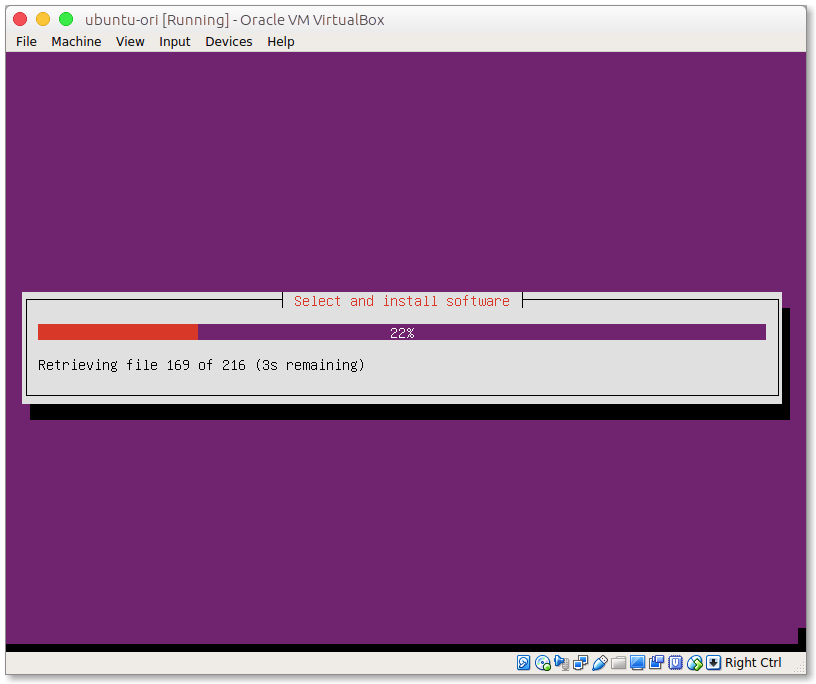 ubuntu-ori [Running] - Oracle VM VirtualBox
File Machine View Input Devices Help
Select and install software
22%
Retrieving file 169 of 216 (3s remaining)
Right Ctrl